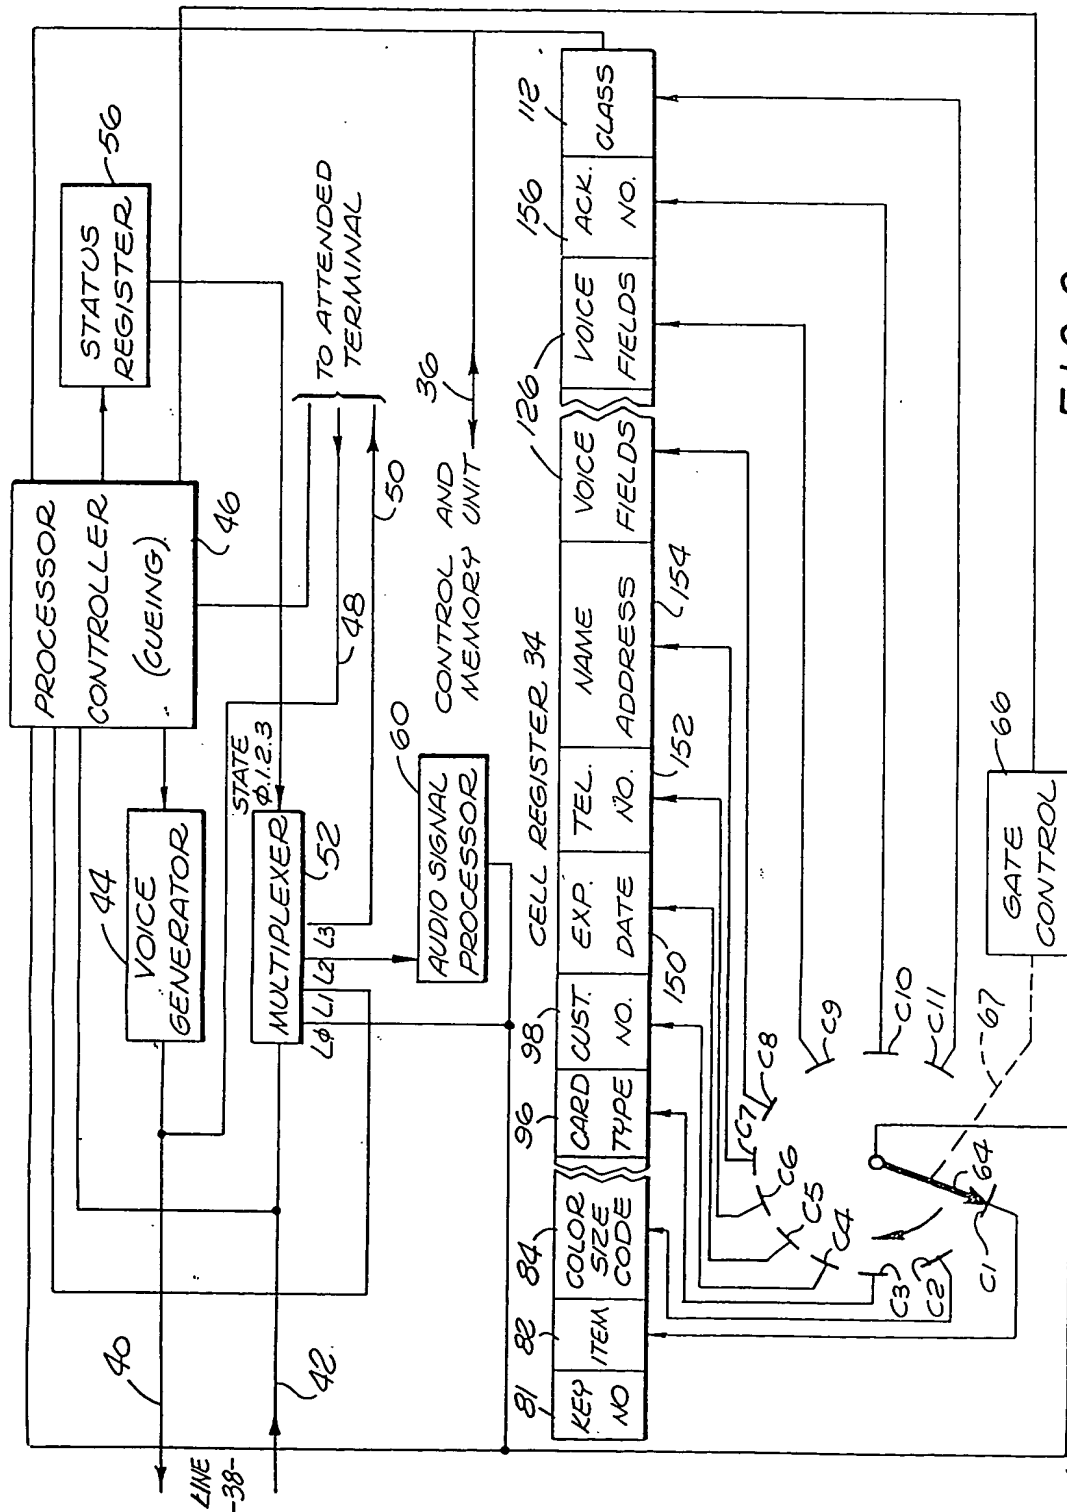 LINE
-38-
40
42
44
VOICE
GENERATOR
PROCESSOR
CONTROLLER
(CUEING)
46
STATUS
REGISTER
56
STATE
Φ.1.2.3
MULTIPLEXER
52
LΦ L1 L2 L3
48
50
TO ATTENDED
TERMINAL
60
AUDIO SIGNAL
PROCESSOR
CONTROL AND
MEMORY UNIT
36
CELL REGISTER 34
81
82
84
96
98
126
156
112
KEY
NO
ITEM
COLOR
SIZE
CODE
CARD
TYPE
CUST.
NO.
EXP.
DATE
TEL.
NO.
NAME
ADDRESS
VOICE
FIELDS
VOICE
FIELDS
ACK.
NO.
CLASS
150
152
154
C1
C2
C3
C4
C5
C6
C7
C8
C9
C10
C11
64
67
66
GATE
CONTROL